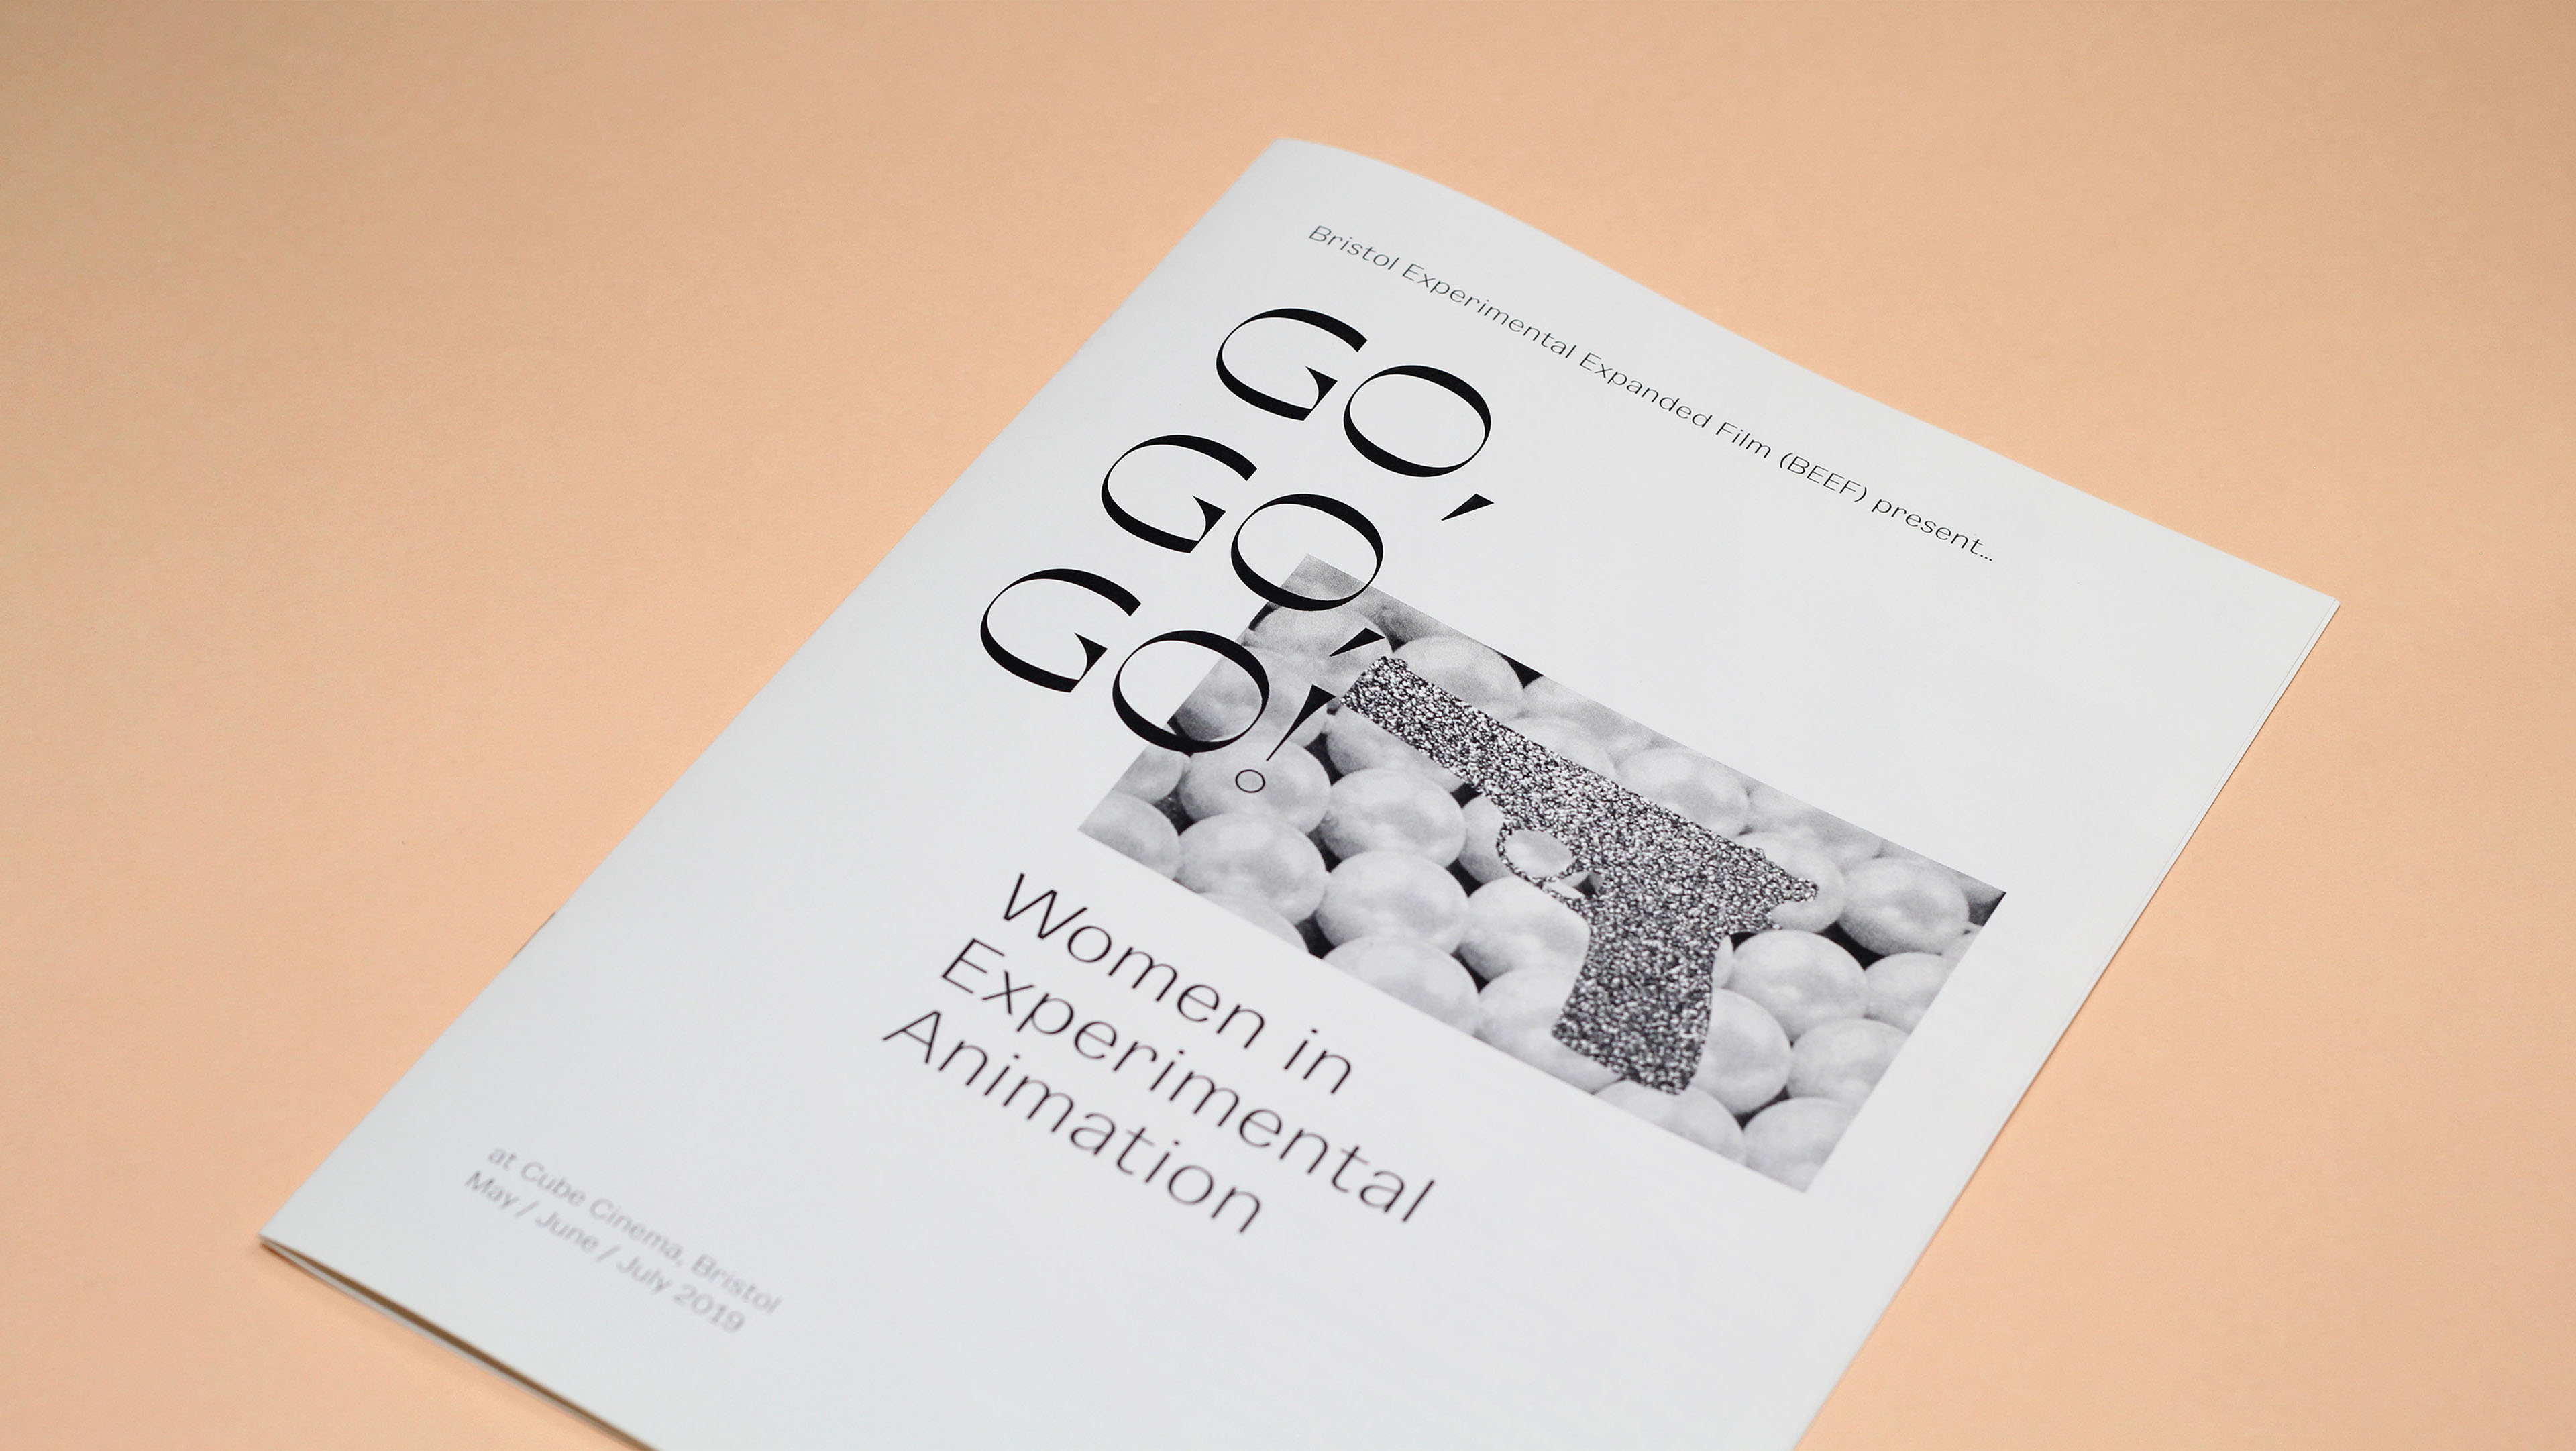 Bristol Experimental Expanded Film (BEEF) present...
GO,
GO,
GO!
Women in
Experimental
Animation
at Cube Cinema, Bristol
May / June / July 2019